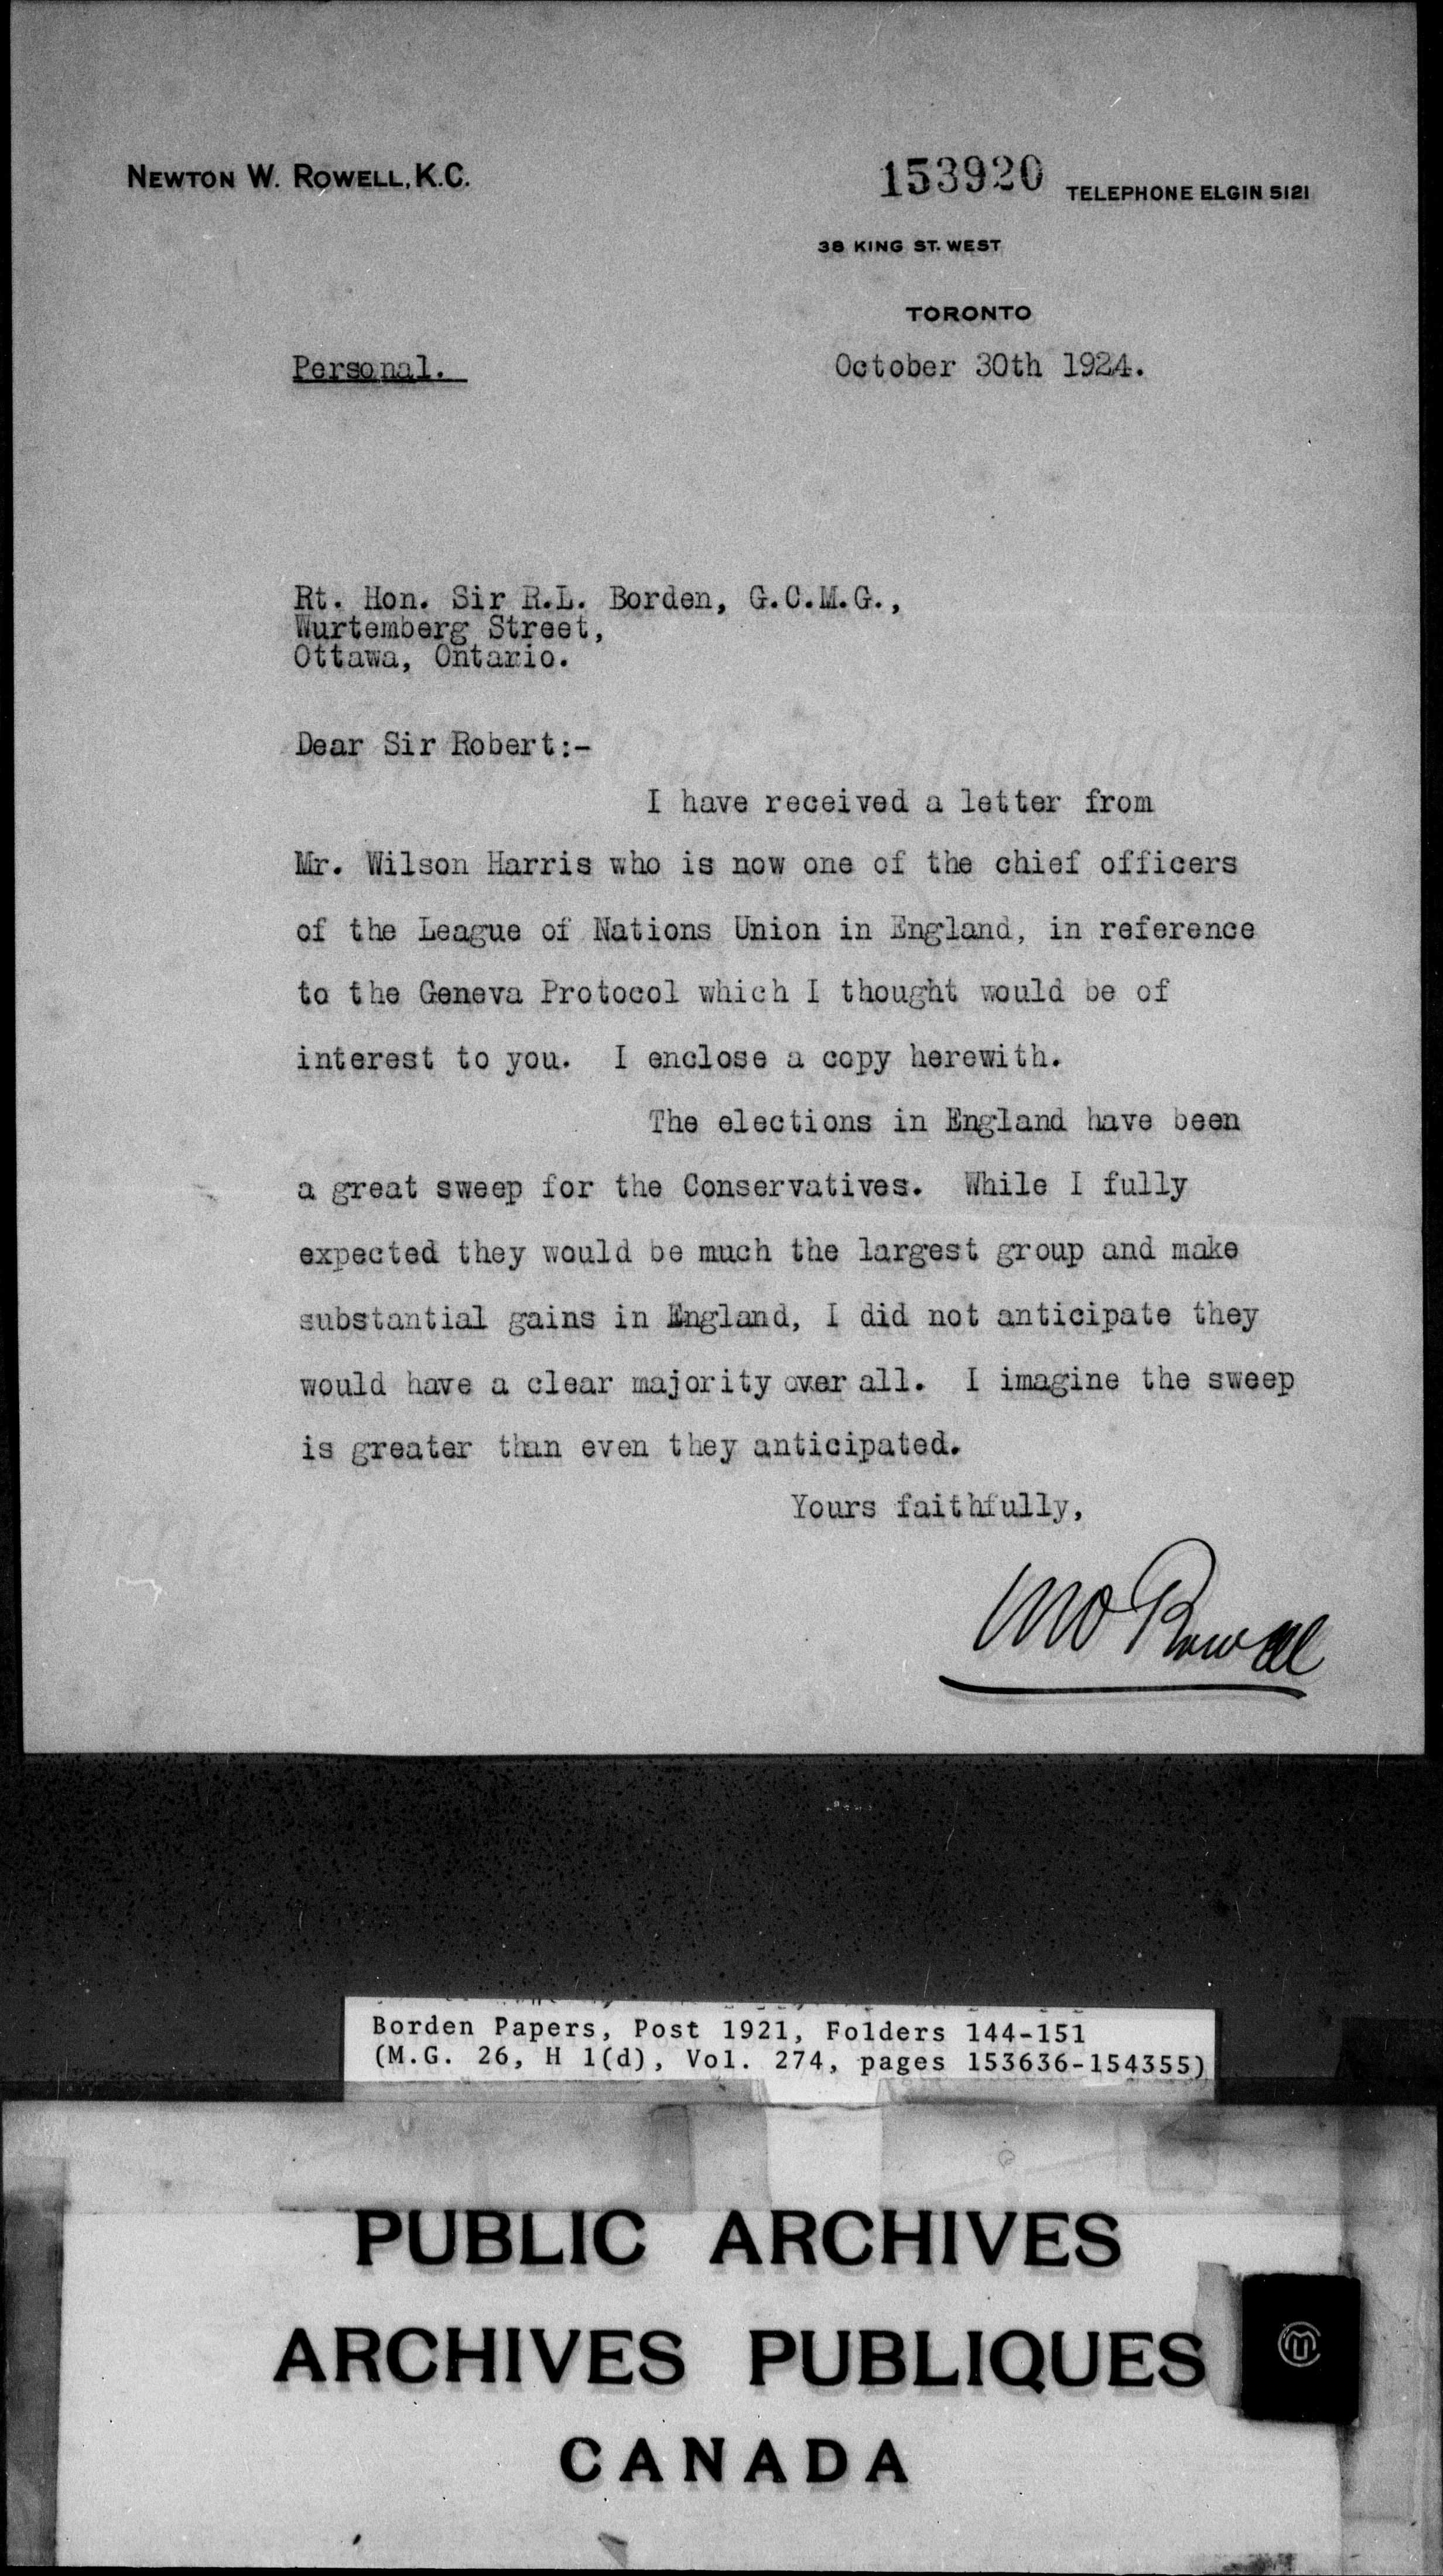 NEWTON W. ROWELL, K.C.
153920 TELEPHONE ELGIN 5121
38 KING ST. WEST
TORONTO
Personal. October 30th 1924.
Rt. Hon. Sir R.L. Borden, G.C.M.G.,
Wurtemberg Street,
Ottawa, Ontario.
Dear Sir Robert:-
I have received a letter from
Mr. Wilson Harris who is now one of the chief officers
of the League of Nations Union in England, in reference
to the Geneva Protocol which I thought would be of
interest to you. I enclose a copy herewith.
The elections in England have been
a great sweep for the Conservatives. While I fully
expected they would be much the largest group and make
substantial gains in England, I did not anticipate they
would have a clear majority over all. I imagine the sweep
is greater than even they anticipated.
Yours faithfully,
NW Rowell
Borden Papers, Post 1921, Folders 144-151
(M.G. 26, H 1(d), Vol. 274, pages 153636-154355)
PUBLIC ARCHIVES
ARCHIVES PUBLIQUES
CANADA